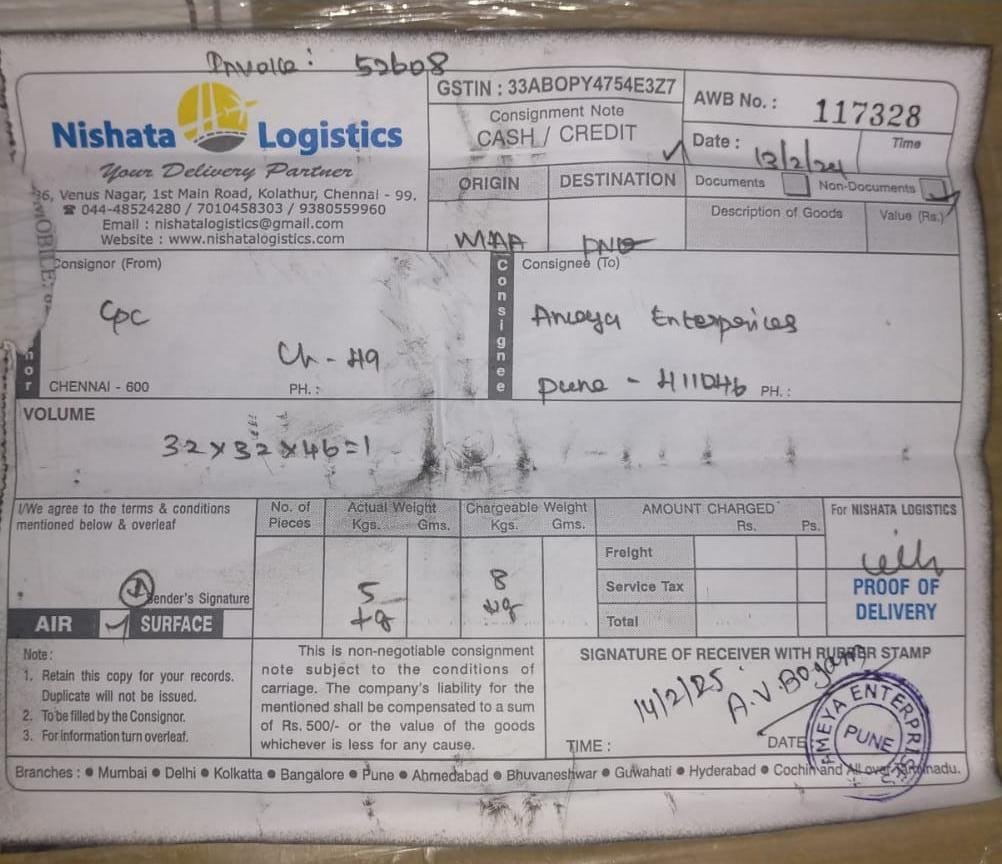 Invoice: 52608
Nishata Logistics
Your Delivery Partner
36, Venus Nagar, 1st Main Road, Kolathur, Chennai - 99.
☎ 044-48524280 / 7010458303 / 9380559960
Email : nishatalogistics@gmail.com
Website : www.nishatalogistics.com
GSTIN : 33ABOPY4754E3Z7
Consignment Note
CASH / CREDIT
AWB No. : 117328
Date : 13/2/
Time
ORIGIN DESTINATION
MAA PNQ
Documents Non-Documents
Description of Goods Value (Rs.)
MOBILE:
Consignor (From)
CPC
Ch - 49
CHENNAI - 600 PH. :
nor
Consignee
Consignee (To)
Ameya Enterprices
Pune - 411046 PH. :
VOLUME
32 x 32 x 46 = 1
I/We agree to the terms & conditions
mentioned below & overleaf
Sender's Signature
AIR SURFACE
No. of Pieces
Actual Weight
Kgs. Gms.
5
kg
Chargeable Weight
Kgs. Gms.
8
kg
AMOUNT CHARGED
Rs. Ps.
Freight
Service Tax
Total
For NISHATA LOGISTICS
PROOF OF
DELIVERY
Note :
1. Retain this copy for your records.
Duplicate will not be issued.
2. To be filled by the Consignor.
3. For information turn overleaf.
This is non-negotiable consignment
note subject to the conditions of
carriage. The company's liability for the
mentioned shall be compensated to a sum
of Rs. 500/- or the value of the goods
whichever is less for any cause.
SIGNATURE OF RECEIVER WITH RUBBER STAMP
14/2/25
A.V.Bogam
TIME :
DATE
AMEYA ENTERPRISES
PUNE
Branches : ● Mumbai ● Delhi ● Kolkatta ● Bangalore ● Pune ● Ahmedabad ● Bhuvaneshwar ● Guwahati ● Hyderabad ● Cochin and All over Tamilnadu.